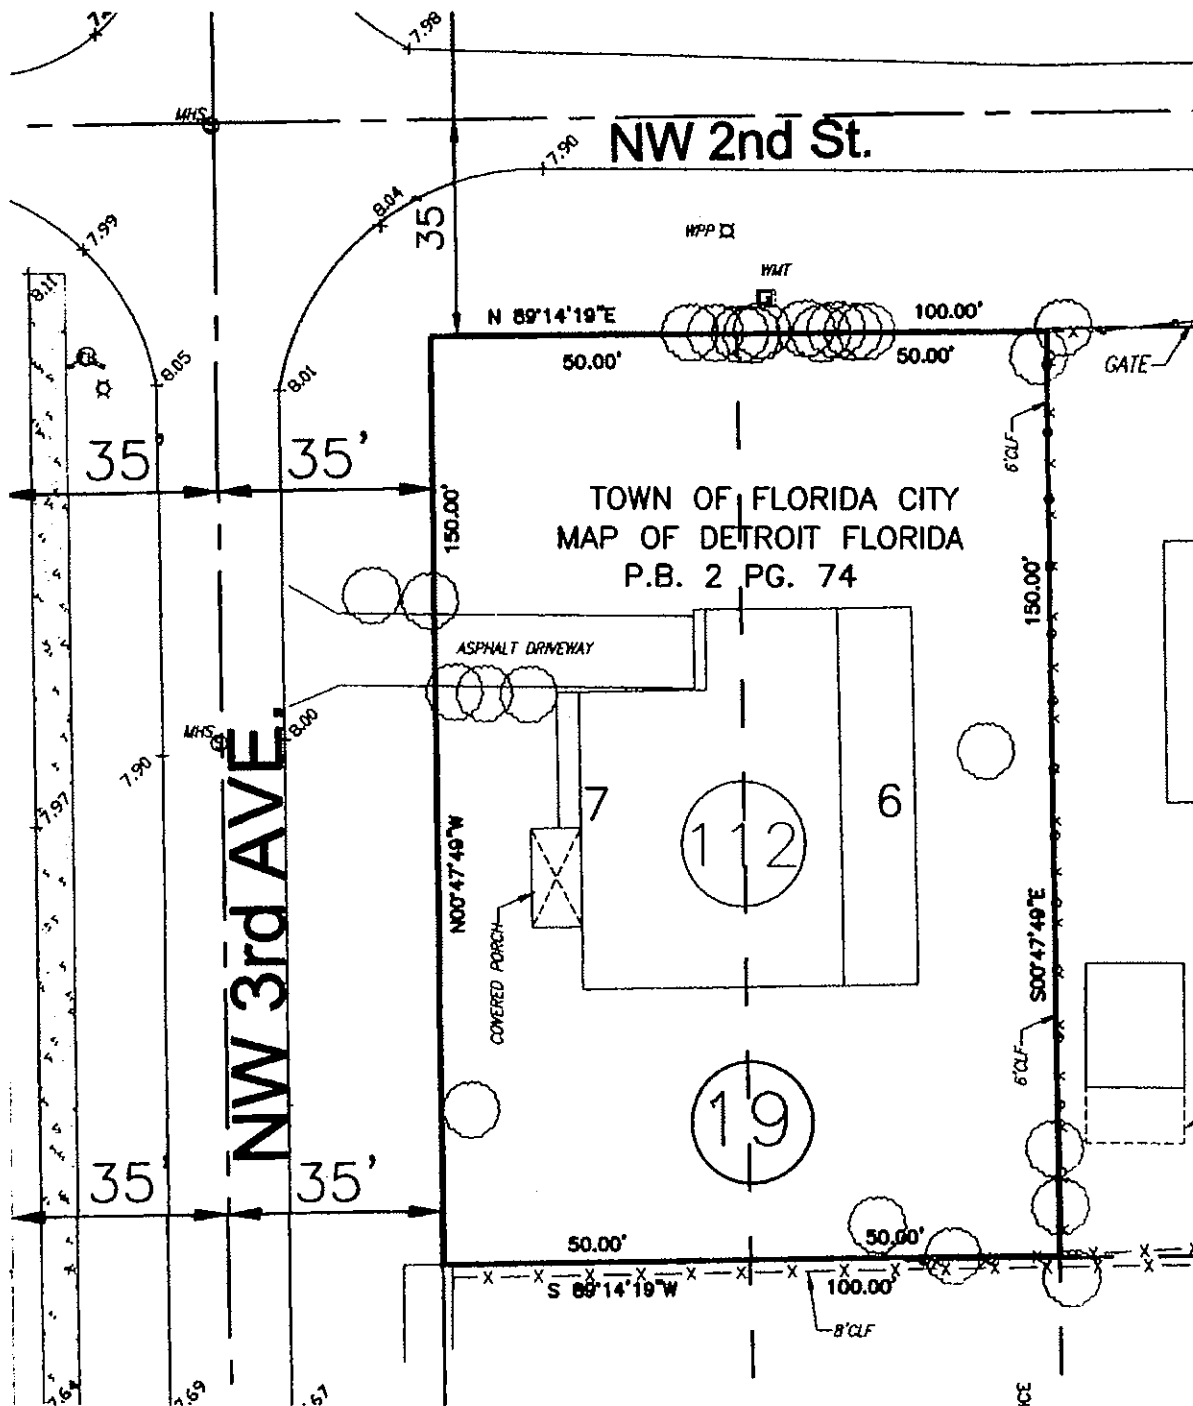 7.98
MHS
NW 2nd St.
7.90
8.04
35
7.99
WPP
WMT
8.11
N 89°14'19"E
100.00'
50.00'
50.00'
GATE
8.05
8.01
6'CLF
35
35'
150.00'
TOWN OF FLORIDA CITY
MAP OF DETROIT FLORIDA
P.B. 2 PG. 74
150.00'
ASPHALT DRIVEWAY
MHS
8.00
7.90
NW 3rd AVE.
7.97
7
6
112
N00°47'49"W
COVERED PORCH
S00°47'49"E
6'CLF
19
35
35'
50.00'
50.00'
S 89°14'19"W
100.00'
8'CLF